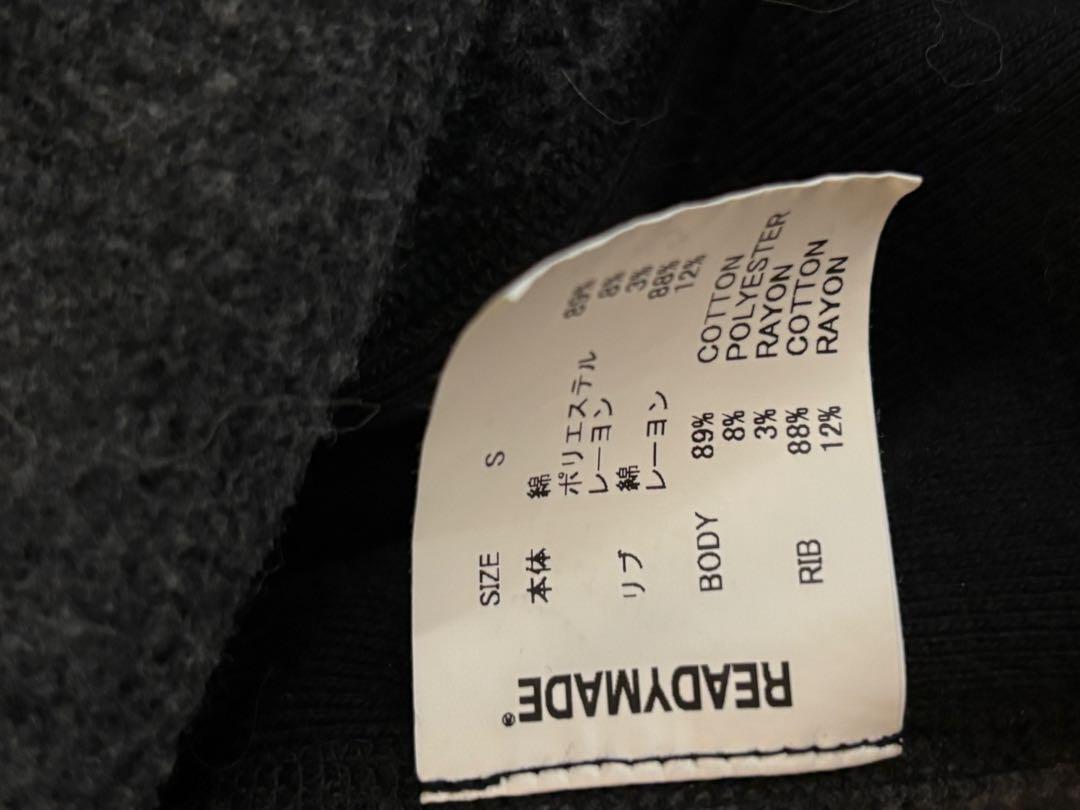 READYMADE®
SIZE S
本体 綿 89%
ポリエステル 8%
レーヨン 3%
リブ 綿 88%
レーヨン 12%
BODY 89% COTTON
8% POLYESTER
3% RAYON
RIB 88% COTTON
12% RAYON